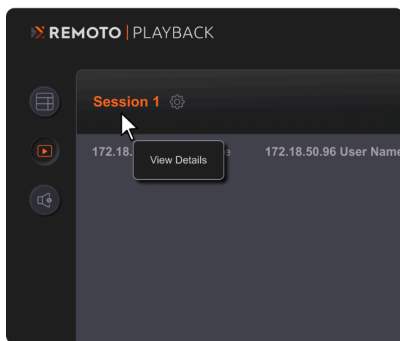 REMOTO | PLAYBACK
Session 1
172.18. e 172.18.50.96 User Name
View Details